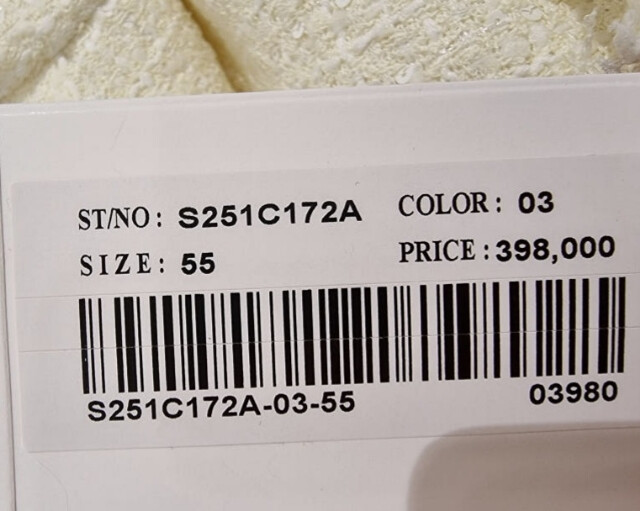 ST/NO: S251C172A COLOR: 03
SIZE: 55 PRICE:398,000
S251C172A-03-55 03980